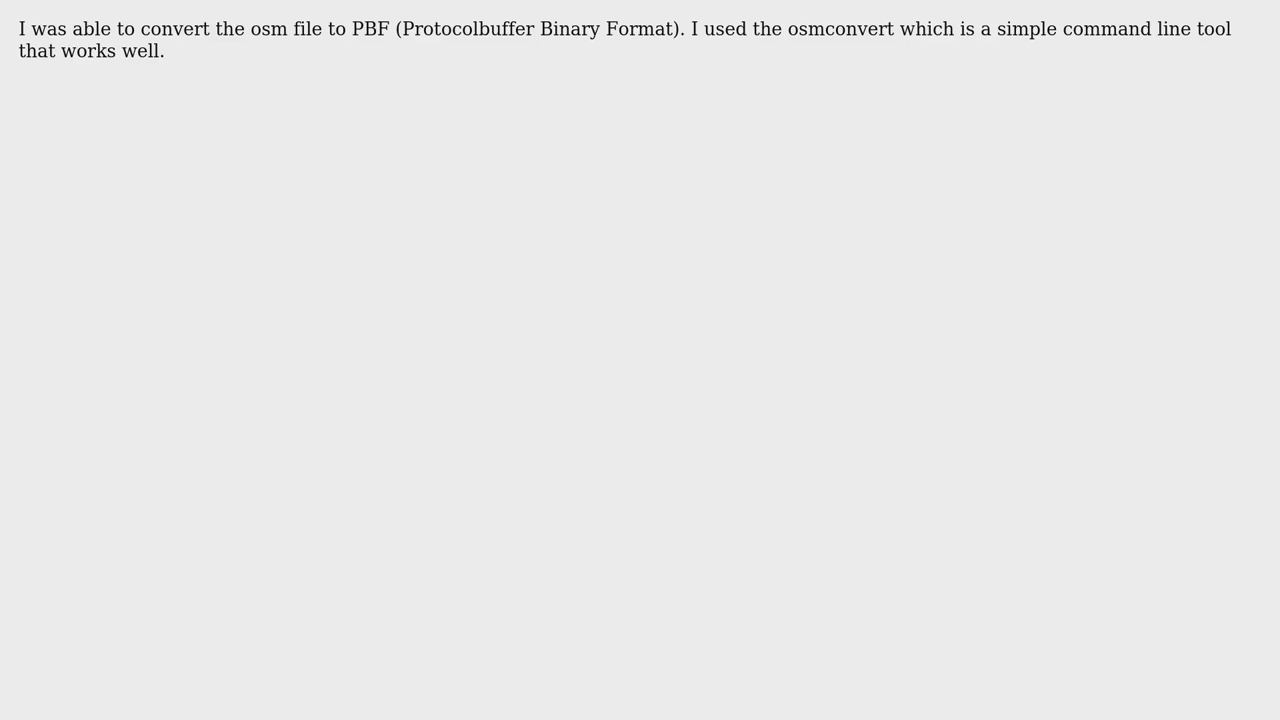 I was able to convert the osm file to PBF (Protocolbuffer Binary Format). I used the osmconvert which is a simple command line tool
that works well.